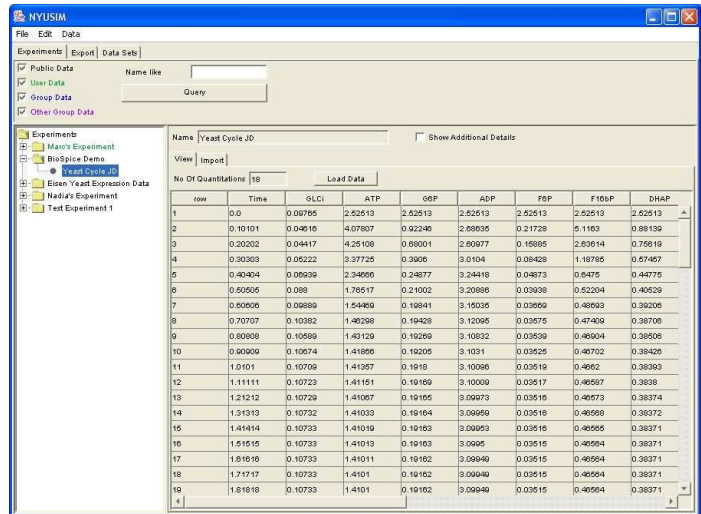 NYUSIM
File Edit Data
Experiments Export Data Sets
Public Data
User Data
Group Data
Other Group Data
Name like
Query
Experiments
Marc's Experiment
BioSpice Demo
Yeast Cycle JD
Eisen Yeast Expression Data
Nadia's Experiment
Test Experiment 1
Name Yeast Cycle JD Show Additional Details
View Import
No Of Quantitations 18 Load Data
row Time GLCi ATP G6P ADP F6P F16bP DHAP
1 0.0 0.09765 2.52513 2.52513 2.52513 2.52513 2.52513 2.52513
2 0.10101 0.04616 4.07807 0.92246 2.68635 0.21728 5.1163 0.88139
3 0.20202 0.04417 4.25108 0.68001 2.60977 0.15885 2.63614 0.75619
4 0.30303 0.05222 3.37725 0.3906 3.0104 0.08428 1.18785 0.57457
5 0.40404 0.06939 2.34666 0.24877 3.24418 0.04873 0.6475 0.44775
6 0.50505 0.088 1.76517 0.21002 3.20886 0.03938 0.52204 0.40529
7 0.60606 0.09889 1.54469 0.19841 3.15035 0.03669 0.48593 0.39206
8 0.70707 0.10382 1.46298 0.19428 3.12095 0.03575 0.47409 0.38706
9 0.80808 0.10589 1.43129 0.19269 3.10832 0.03539 0.46904 0.38506
10 0.90909 0.10674 1.41866 0.19205 3.1031 0.03525 0.46702 0.38426
11 1.0101 0.10709 1.41357 0.1918 3.10096 0.03519 0.4662 0.38393
12 1.11111 0.10723 1.41151 0.19169 3.10009 0.03517 0.46587 0.3838
13 1.21212 0.10729 1.41067 0.19165 3.09973 0.03516 0.46573 0.38374
14 1.31313 0.10732 1.41033 0.19164 3.09959 0.03516 0.46568 0.38372
15 1.41414 0.10733 1.41019 0.19163 3.09953 0.03516 0.46565 0.38371
16 1.51515 0.10733 1.41013 0.19163 3.0995 0.03515 0.46564 0.38371
17 1.61616 0.10733 1.41011 0.19162 3.09949 0.03515 0.46564 0.38371
18 1.71717 0.10733 1.4101 0.19162 3.09949 0.03515 0.46564 0.38371
19 1.81818 0.10733 1.4101 0.19162 3.09949 0.03515 0.46564 0.38371